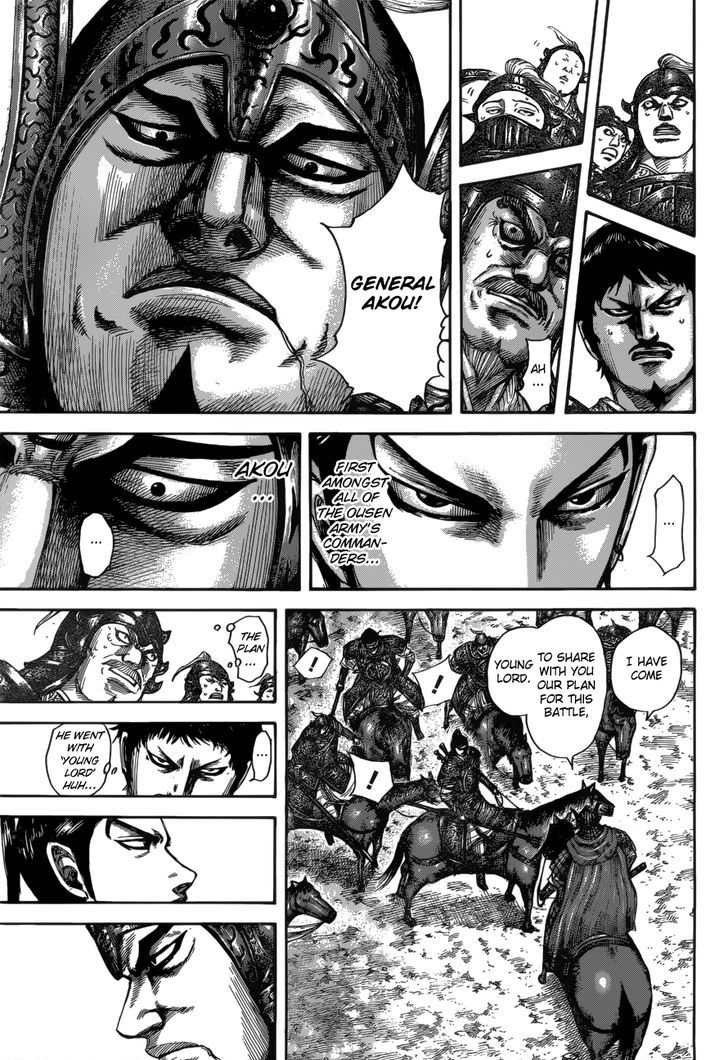 AH
...
GENERAL
AKOU!
...
FIRST
AMONGST
ALL OF
THE OUSEN
ARMY'S
COMMAN-
DERS...
AKOU
...
...
I HAVE
COME
TO SHARE
WITH YOU
OUR PLAN
FOR THIS
BATTLE,
YOUNG
LORD.
!
!
!
THE
PLAN
...
...
HE WENT
WITH
'YOUNG
LORD'
HUH...